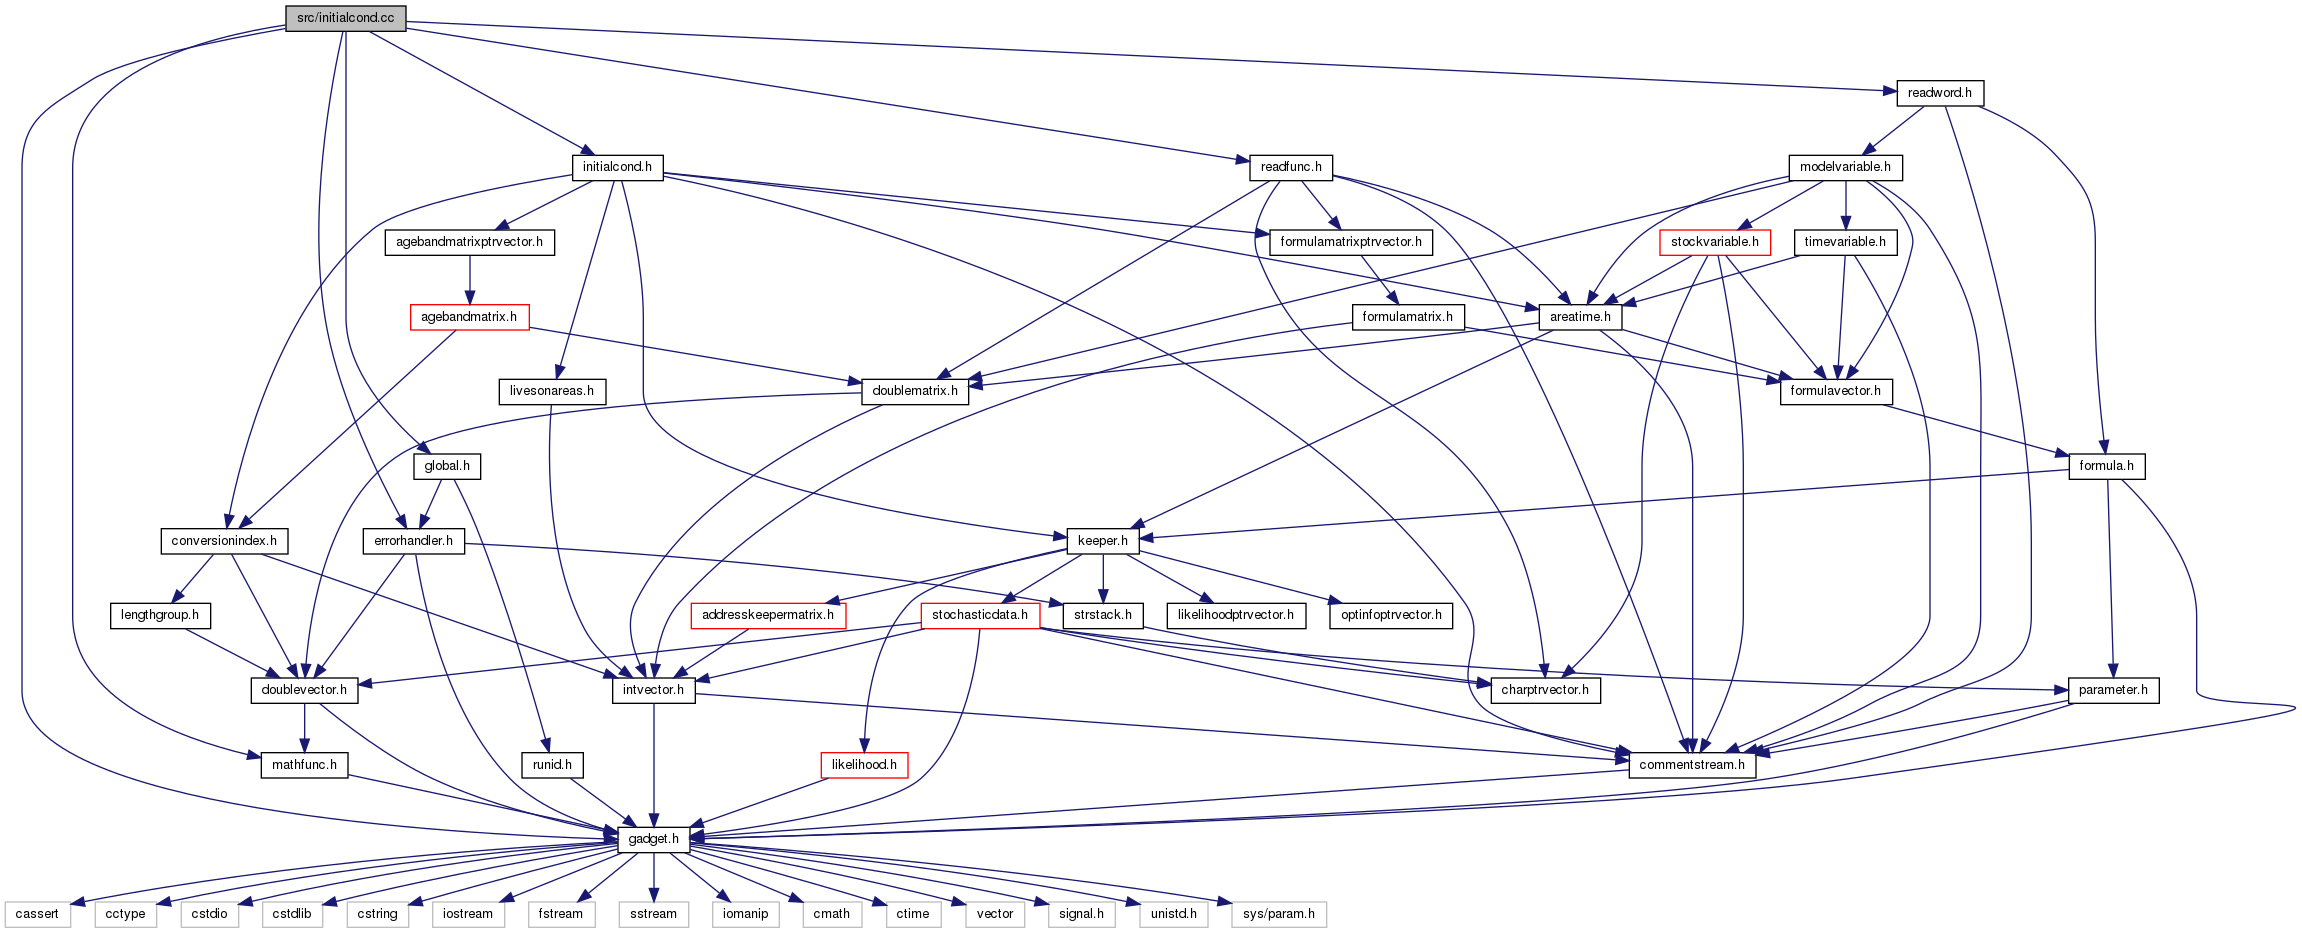 src/initialcond.cc
readword.h
initialcond.h
readfunc.h
modelvariable.h
agebandmatrixptrvector.h
formulamatrixptrvector.h
stockvariable.h
timevariable.h
agebandmatrix.h
formulamatrix.h
areatime.h
livesonareas.h
doublematrix.h
formulavector.h
global.h
formula.h
conversionindex.h
errorhandler.h
keeper.h
lengthgroup.h
addresskeepermatrix.h
stochasticdata.h
strstack.h
likelihoodptrvector.h
optinfoptrvector.h
doublevector.h
intvector.h
charptrvector.h
parameter.h
mathfunc.h
runid.h
likelihood.h
commentstream.h
gadget.h
cassert
cctype
cstdio
cstdlib
cstring
iostream
fstream
sstream
iomanip
cmath
ctime
vector
signal.h
unistd.h
sys/param.h